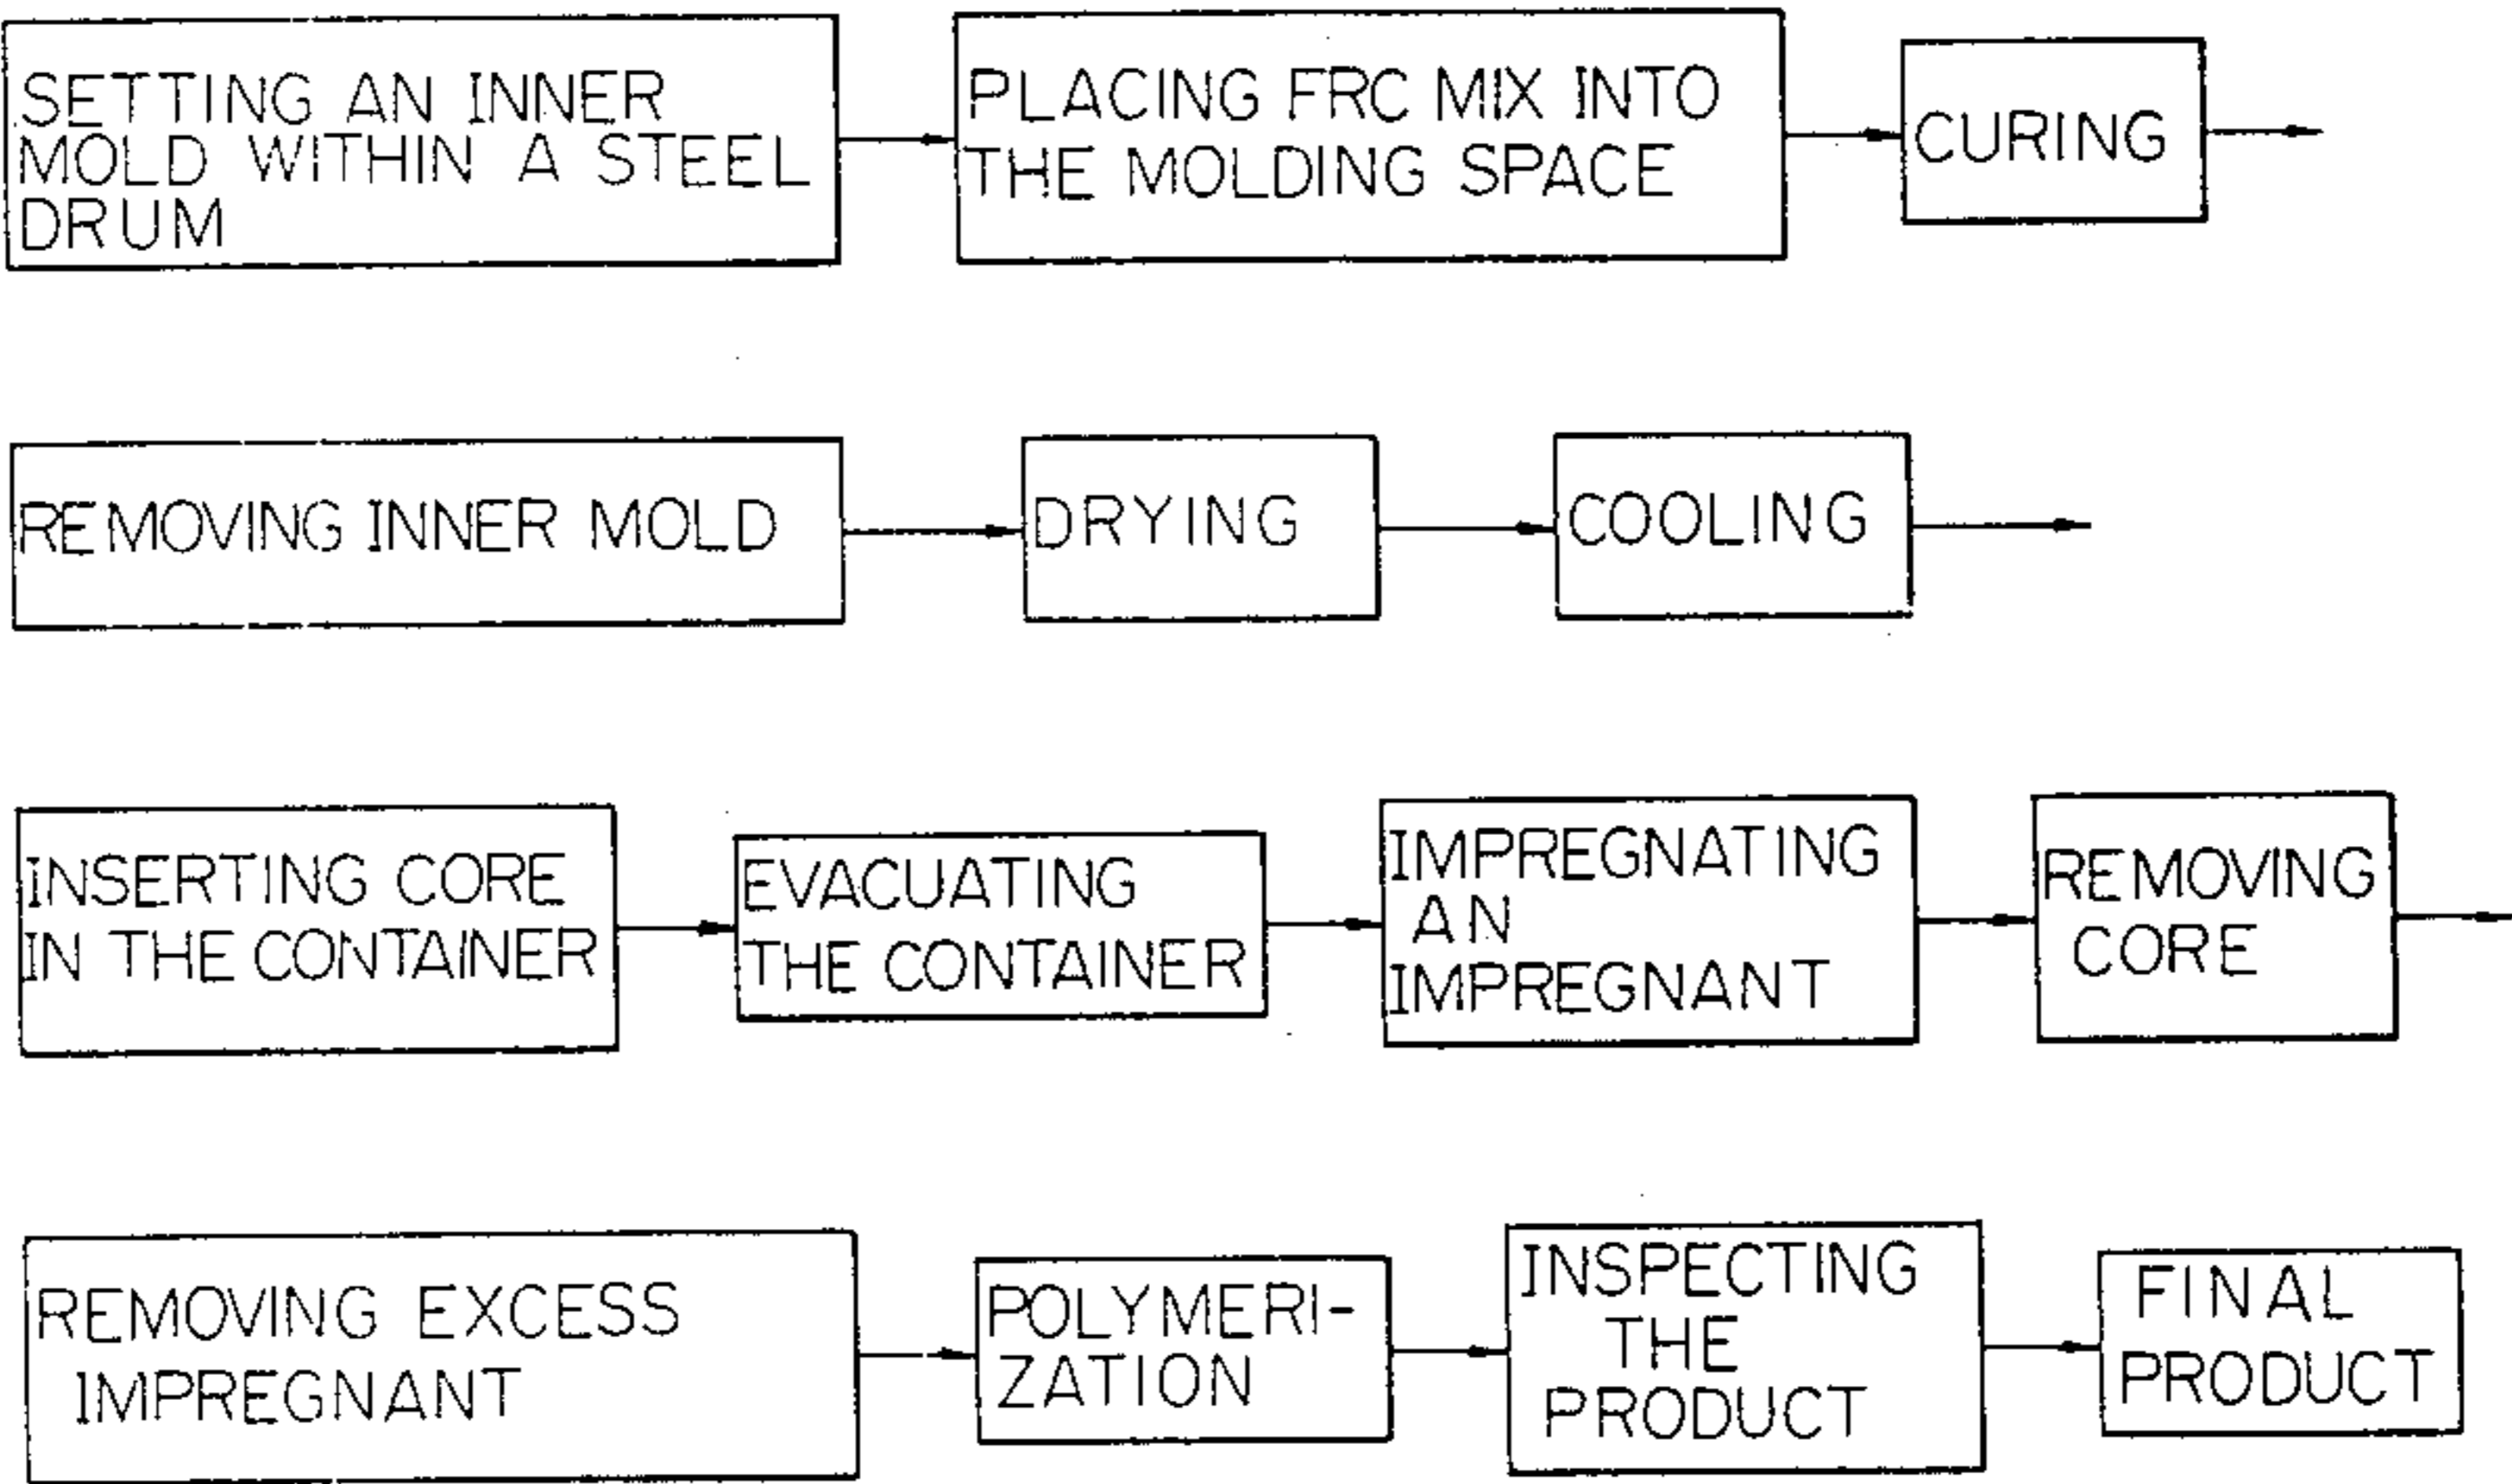 SETTING AN INNER
MOLD WITHIN A STEEL
DRUM
PLACING FRC MIX INTO
THE MOLDING SPACE
CURING
REMOVING INNER MOLD
DRYING
COOLING
INSERTING CORE
IN THE CONTAINER
EVACUATING
THE CONTAINER
IMPREGNATING
AN
IMPREGNANT
REMOVING
CORE
REMOVING EXCESS
IMPREGNANT
POLYMERI-
ZATION
INSPECTING
THE
PRODUCT
FINAL
PRODUCT